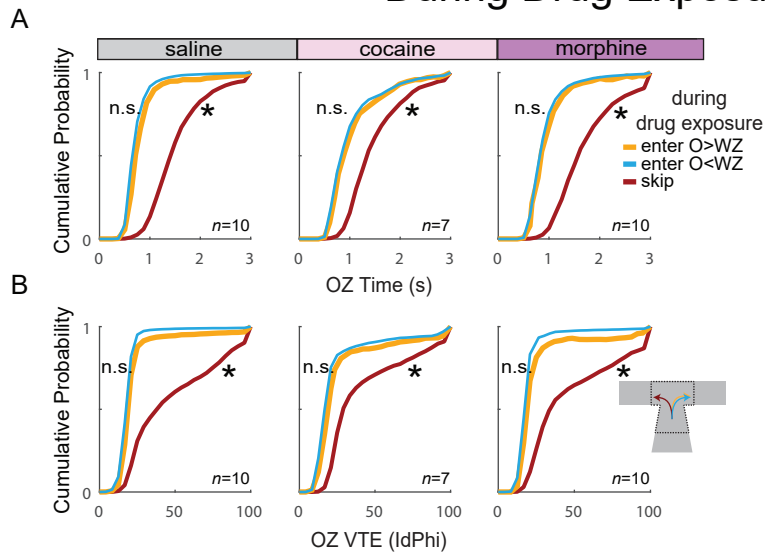 During Drug Exposu
A
saline cocaine morphine
Cumulative Probability
1
0
n.s.
*
n=10
0 1 2 3
n.s.
*
n=7
0 1 2 3
n.s.
*
n=10
0 1 2 3
during
drug exposure
enter O>WZ
enter O<WZ
skip
OZ Time (s)
B
Cumulative Probability
1
0
n.s.
*
n=10
0 50 100
n.s.
*
n=7
0 50 100
n.s.
*
n=10
0 50 100
OZ VTE (IdPhi)